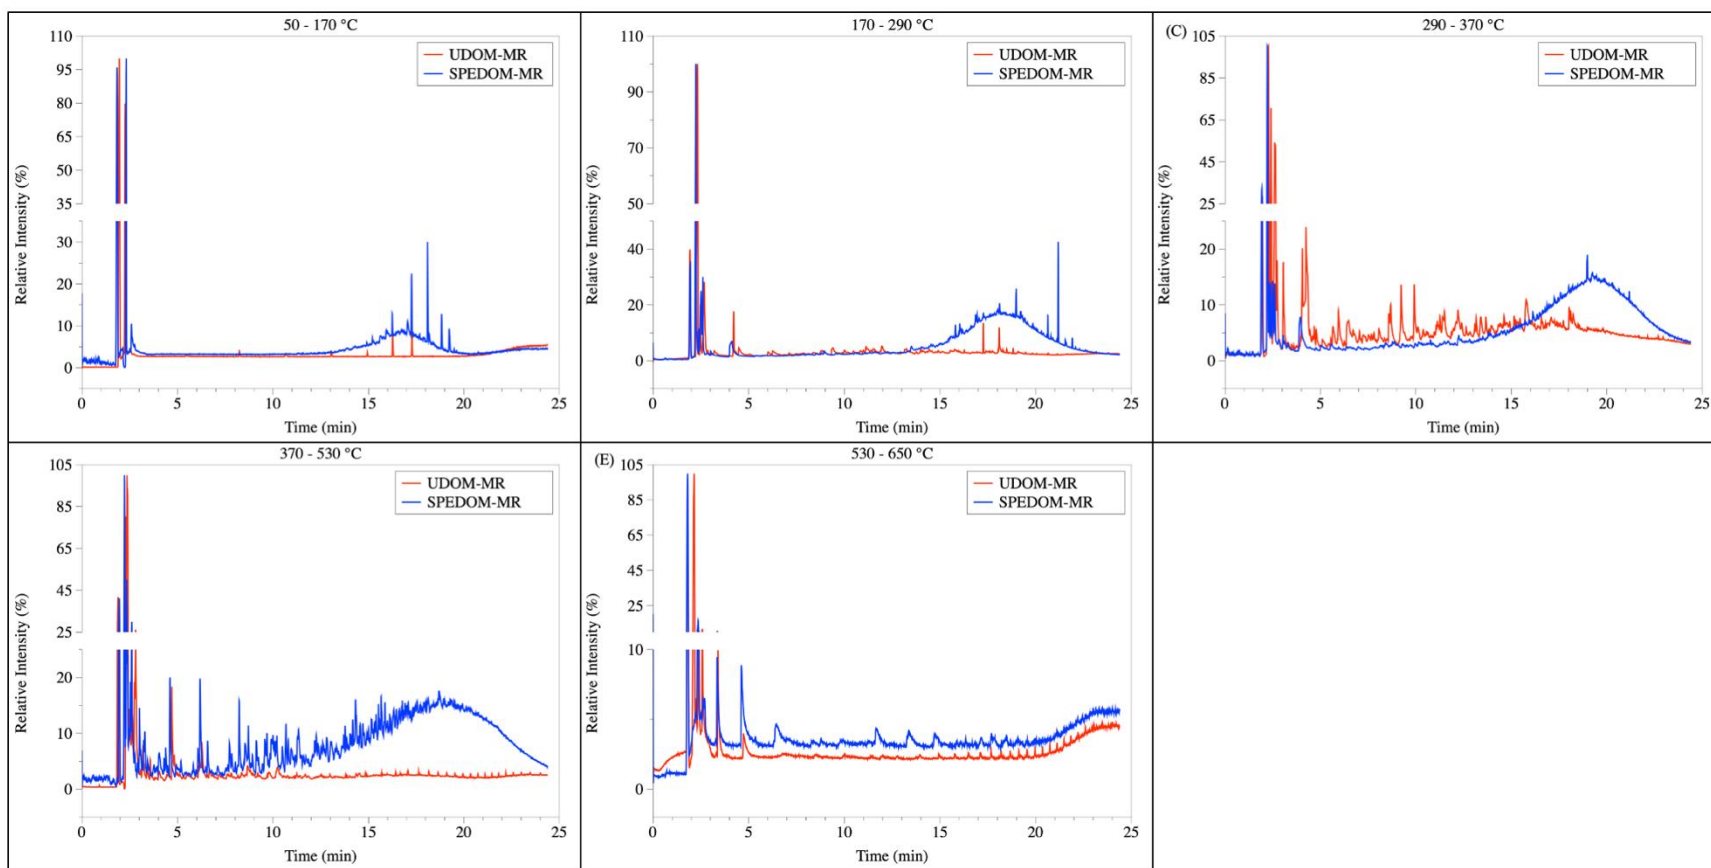 50 - 170 °C
110
95
80
65
50
35
30
20
10
0
Relative Intensity (%)
UDOM-MR
SPEDOM-MR
0 5 10 15 20 25
Time (min)
170 - 290 °C
110
90
70
50
40
20
0
Relative Intensity (%)
UDOM-MR
SPEDOM-MR
0 5 10 15 20 25
Time (min)
(C)
290 - 370 °C
105
85
65
45
25
20
10
0
Relative Intensity (%)
UDOM-MR
SPEDOM-MR
0 5 10 15 20 25
Time (min)
370 - 530 °C
105
85
65
45
25
20
10
0
Relative Intensity (%)
UDOM-MR
SPEDOM-MR
0 5 10 15 20 25
Time (min)
(E)
530 - 650 °C
105
85
65
45
25
10
0
Relative Intensity (%)
UDOM-MR
SPEDOM-MR
0 5 10 15 20 25
Time (min)